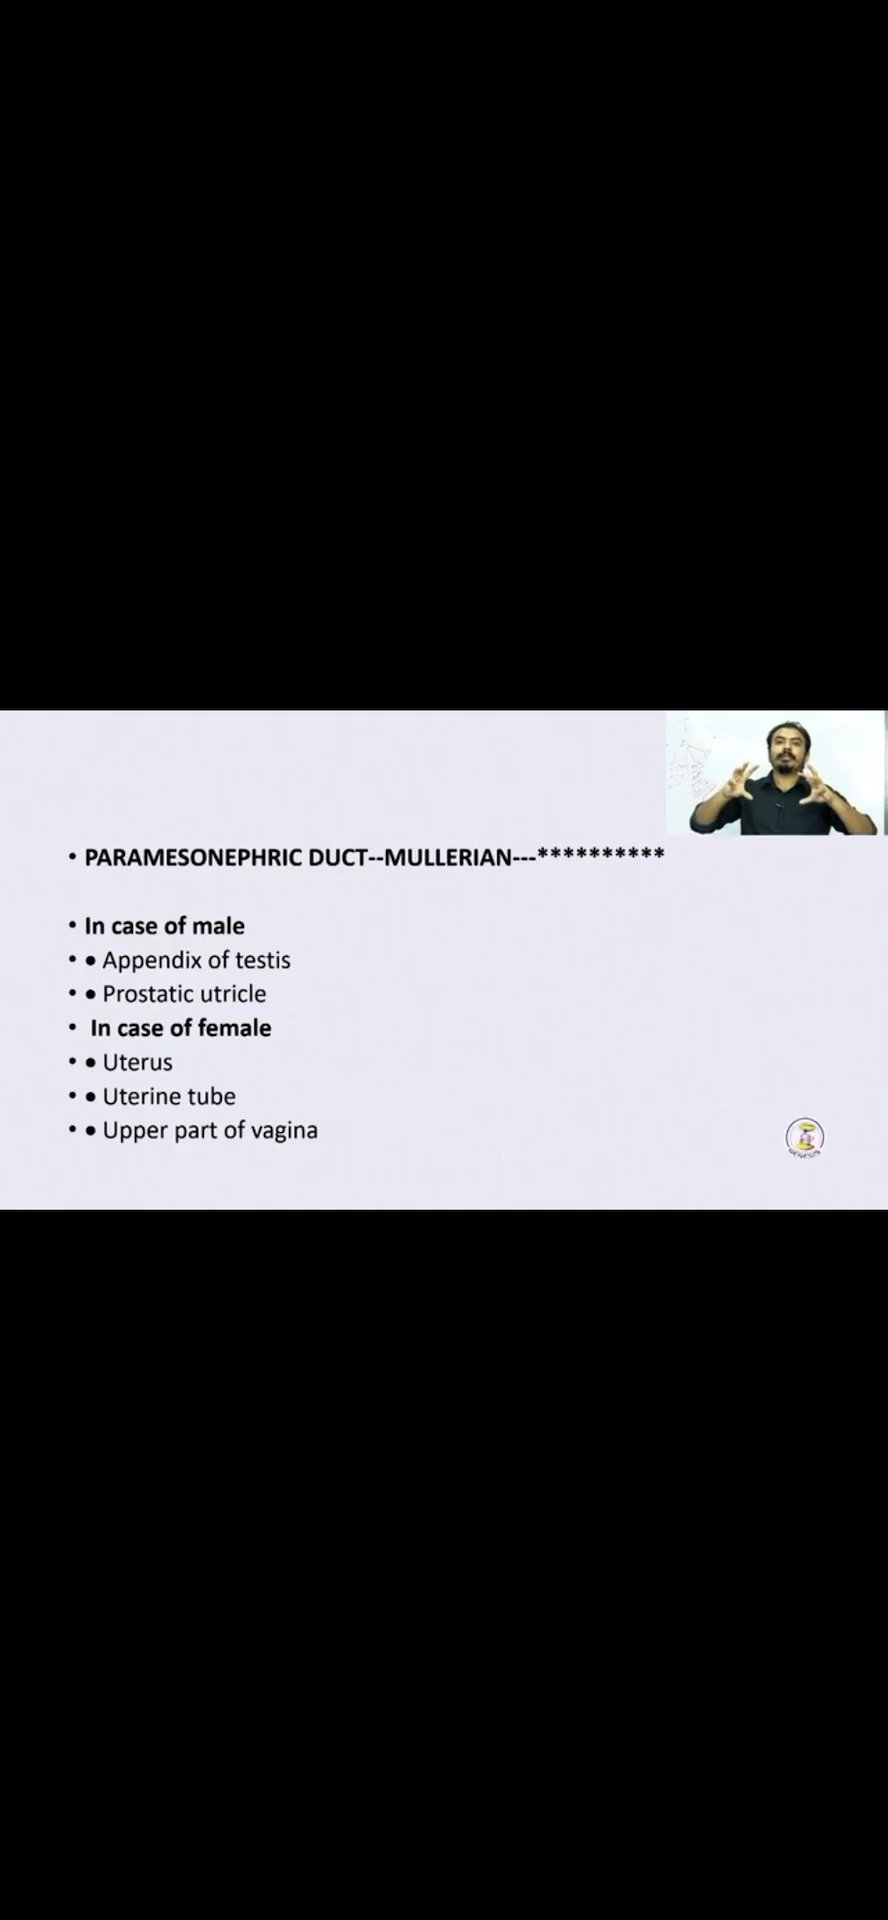 • PARAMESONEPHRIC DUCT--MULLERIAN---**********
• In case of male
• ● Appendix of testis
• ● Prostatic utricle
• In case of female
• ● Uterus
• ● Uterine tube
• ● Upper part of vagina
GENESIS